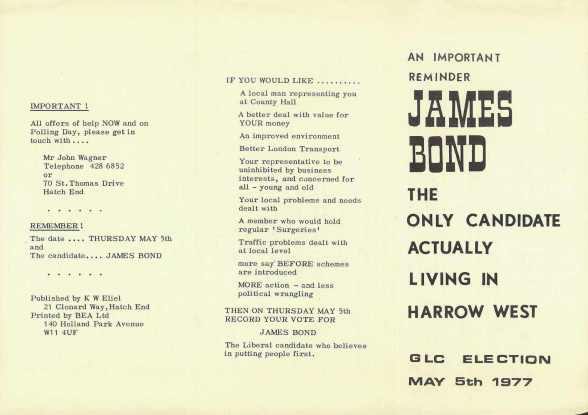 IMPORTANT !
All offers of help NOW and on
Polling Day, please get in
touch with....
Mr John Wagner
Telephone 428 6852
or
70 St. Thomas Drive
Hatch End
. . . . . .
REMEMBER !
The date .... THURSDAY MAY 5th
and
The candidate.... JAMES BOND
. . . . . .
Published by K W Eliel
21 Clonard Way, Hatch End
Printed by BEA Ltd
140 Holland Park Avenue
W11 4UF
IF YOU WOULD LIKE ..........
A local man representing you
at County Hall
A better deal with value for
YOUR money
An improved environment
Better London Transport
Your representative to be
uninhibited by business
interests, and concerned for
all - young and old
Your local problems and needs
dealt with
A member who would hold
regular 'Surgeries'
Traffic problems dealt with
at local level
more say BEFORE schemes
are introduced
MORE action - and less
political wrangling
THEN ON THURSDAY MAY 5th
RECORD YOUR VOTE FOR
JAMES BOND
The Liberal candidate who believes
in putting people first.
AN IMPORTANT
REMINDER
JAMES
BOND
THE
ONLY CANDIDATE
ACTUALLY
LIVING IN
HARROW WEST
GLC ELECTION
MAY 5th 1977